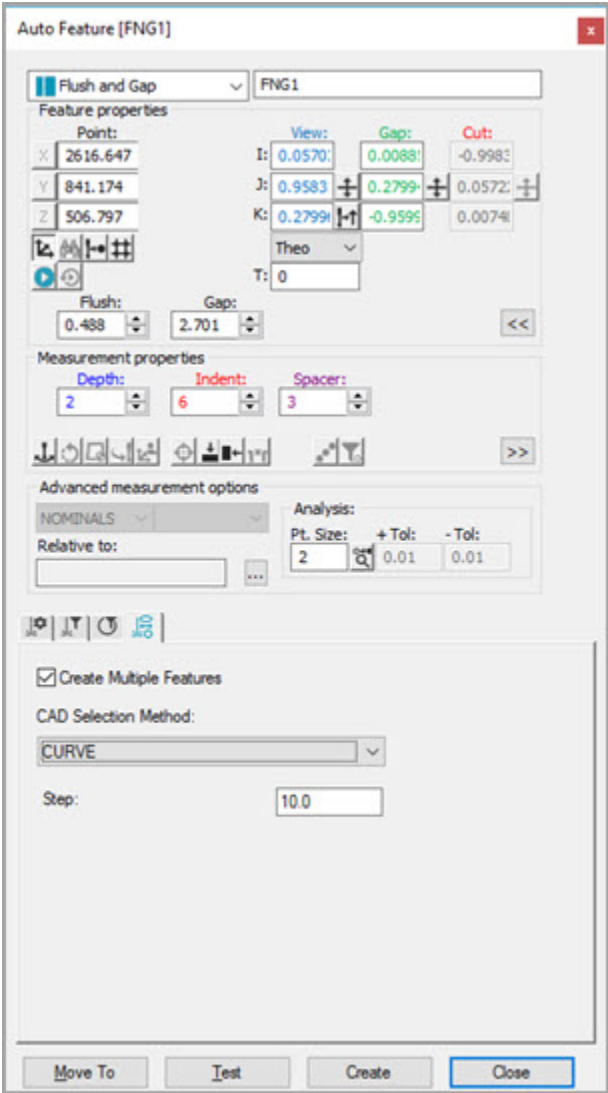 Auto Feature [FNG1]
x
Flush and Gap FNG1
Feature properties
Point: View: Gap: Cut:
X 2616.647 I: 0.0570 0.0088 -0.998
Y 841.174 J: 0.9583 0.2799 0.0572
Z 506.797 K: 0.2799 -0.9599 0.0074
Theo
T: 0
Flush: Gap:
0.488 2.701 <<
Measurement properties
Depth: Indent: Spacer:
2 6 3
>>
Advanced measurement options
NOMINALS
Analysis:
Relative to: Pt. Size: + Tol: - Tol:
2 0.01 0.01
...
Create Multiple Features
CAD Selection Method:
CURVE
Step: 10.0
Move To Test Create Close